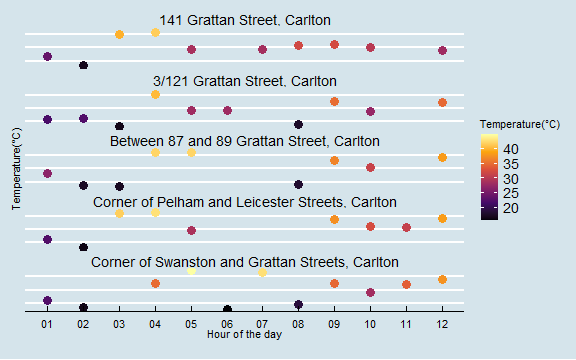 141 Grattan Street, Carlton
3/121 Grattan Street, Carlton
Between 87 and 89 Grattan Street, Carlton
Corner of Pelham and Leicester Streets, Carlton
Corner of Swanston and Grattan Streets, Carlton
Temperature(°C)
01 02 03 04 05 06 07 08 09 10 11 12
Hour of the day
Temperature(°C)
40
35
30
25
20